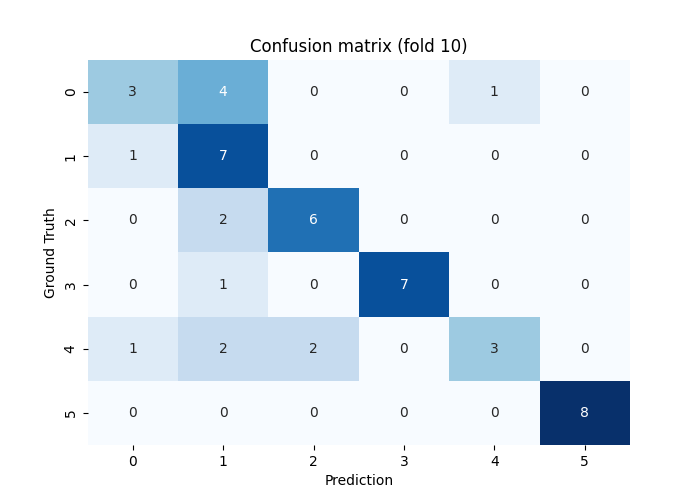 Confusion matrix (fold 10)
Ground Truth
0 3 4 0 0 1 0
1 1 7 0 0 0 0
2 0 2 6 0 0 0
3 0 1 0 7 0 0
4 1 2 2 0 3 0
5 0 0 0 0 0 8
0 1 2 3 4 5
Prediction